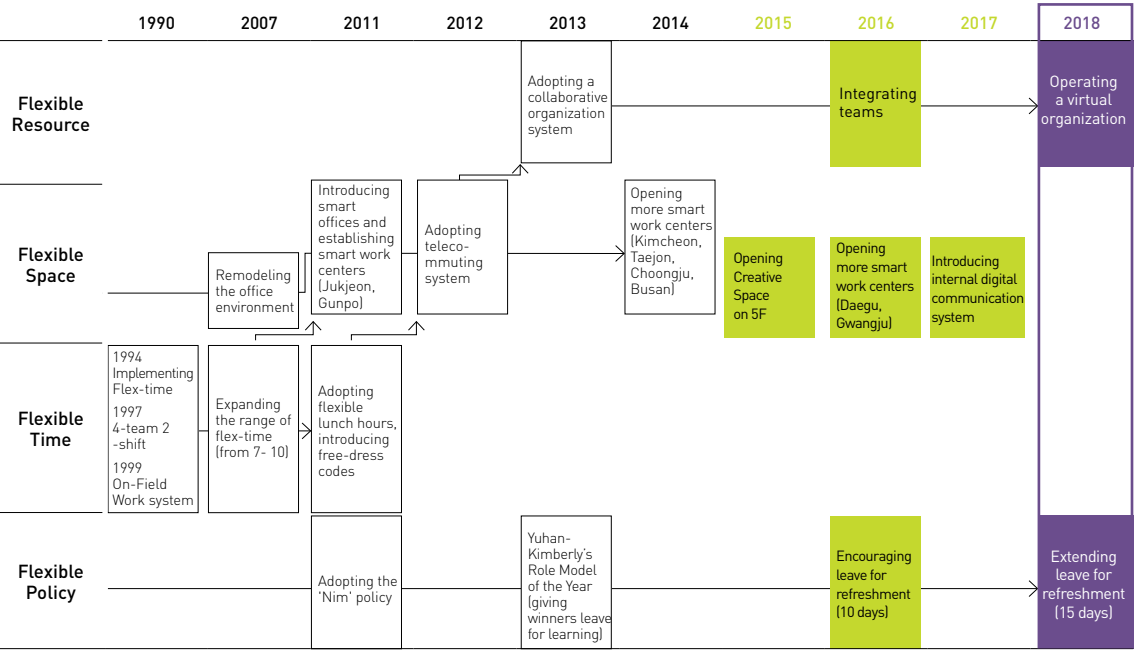 1990 2007 2011 2012 2013 2014 2015 2016 2017 2018
Flexible
Resource
Adopting a
collaborative
organization
system
Integrating
teams
Operating
a virtual
organization
Flexible
Space
Remodeling
the office
environment
Introducing
smart
offices and
establishing
smart work
centers
(Jukjeon,
Gunpo)
Adopting
teleco-
mmuting
system
Opening
more smart
work centers
(Kimcheon,
Taejon,
Choongju,
Busan)
Opening
Creative
Space
on 5F
Opening
more smart
work centers
(Daegu,
Gwangju)
Introducing
internal digital
communication
system
Flexible
Time
1994
Implementing
Flex-time
1997
4-team 2
-shift
1999
On-Field
Work system
Expanding
the range of
flex-time
(from 7- 10)
Adopting
flexible
lunch hours,
introducing
free-dress
codes
Flexible
Policy
Adopting the
'Nim' policy
Yuhan-
Kimberly's
Role Model
of the Year
(giving
winners leave
for learning)
Encouraging
leave for
refreshment
(10 days)
Extending
leave for
refreshment
(15 days)